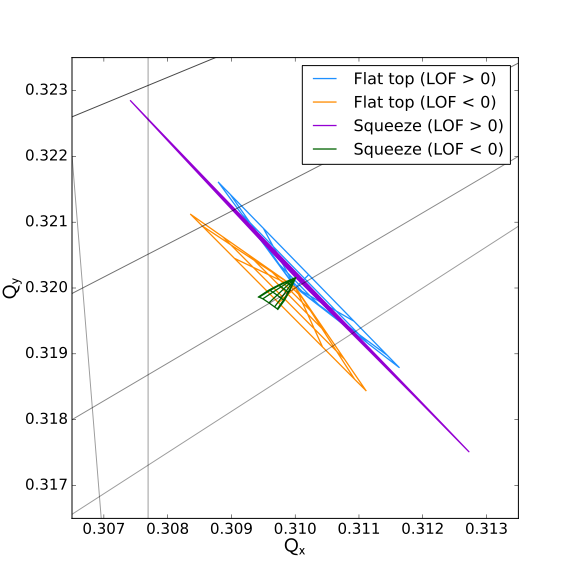 0.323
0.322
0.321
0.320
0.319
0.318
0.317
Qy
Flat top (LOF > 0)
Flat top (LOF < 0)
Squeeze (LOF > 0)
Squeeze (LOF < 0)
0.307 0.308 0.309 0.310 0.311 0.312 0.313
Qx